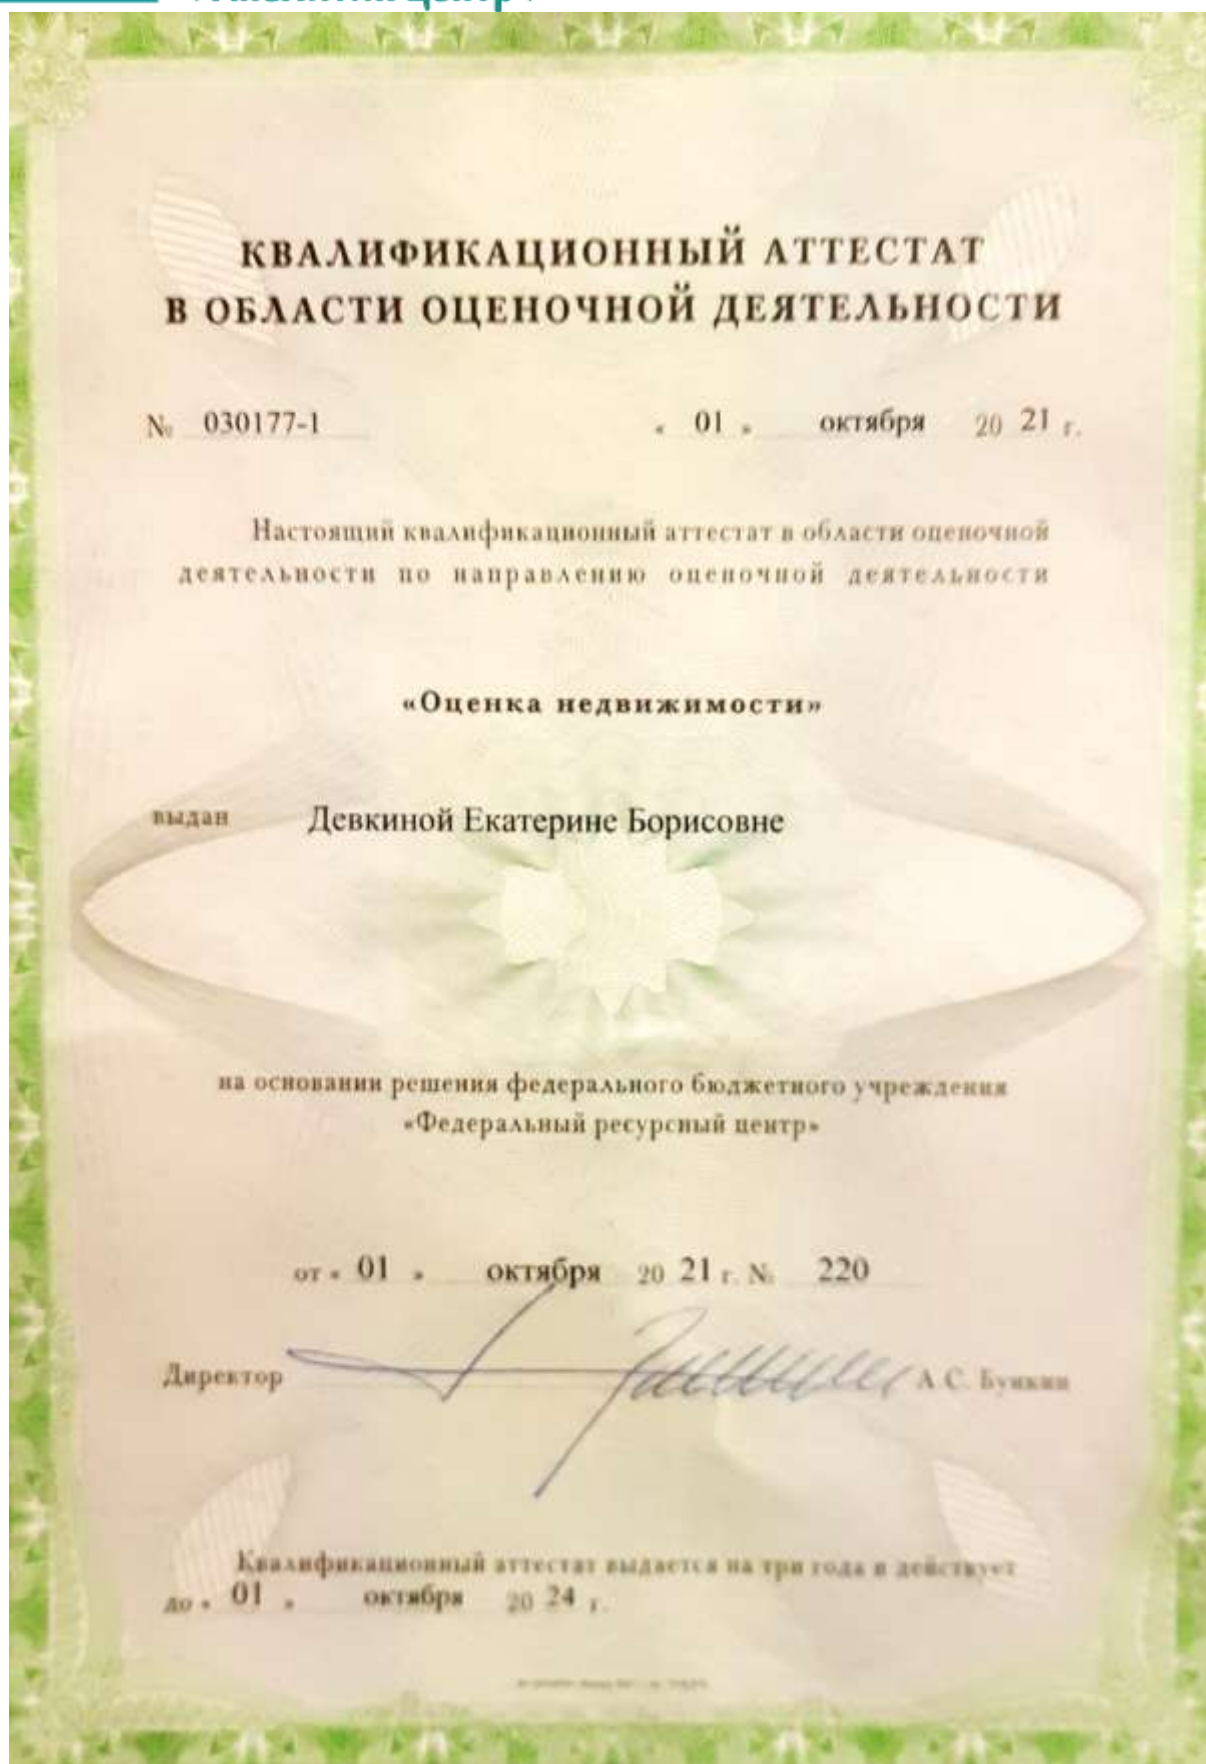 центр»
КВАЛИФИКАЦИОННЫЙ АТТЕСТАТ
В ОБЛАСТИ ОЦЕНОЧНОЙ ДЕЯТЕЛЬНОСТИ
№ 030177-1 « 01 » октября 20 21 г.
Настоящий квалификационный аттестат в области оценочной
деятельности по направлению оценочной деятельности
«Оценка недвижимости»
выдан Девкиной Екатерине Борисовне
на основании решения федерального бюджетного учреждения
«Федеральный ресурсный центр»
от « 01 » октября 20 21 г. № 220
Директор А.С. Бункин
Квалификационный аттестат выдается на три года и действует
до « 01 » октября 20 24 г.